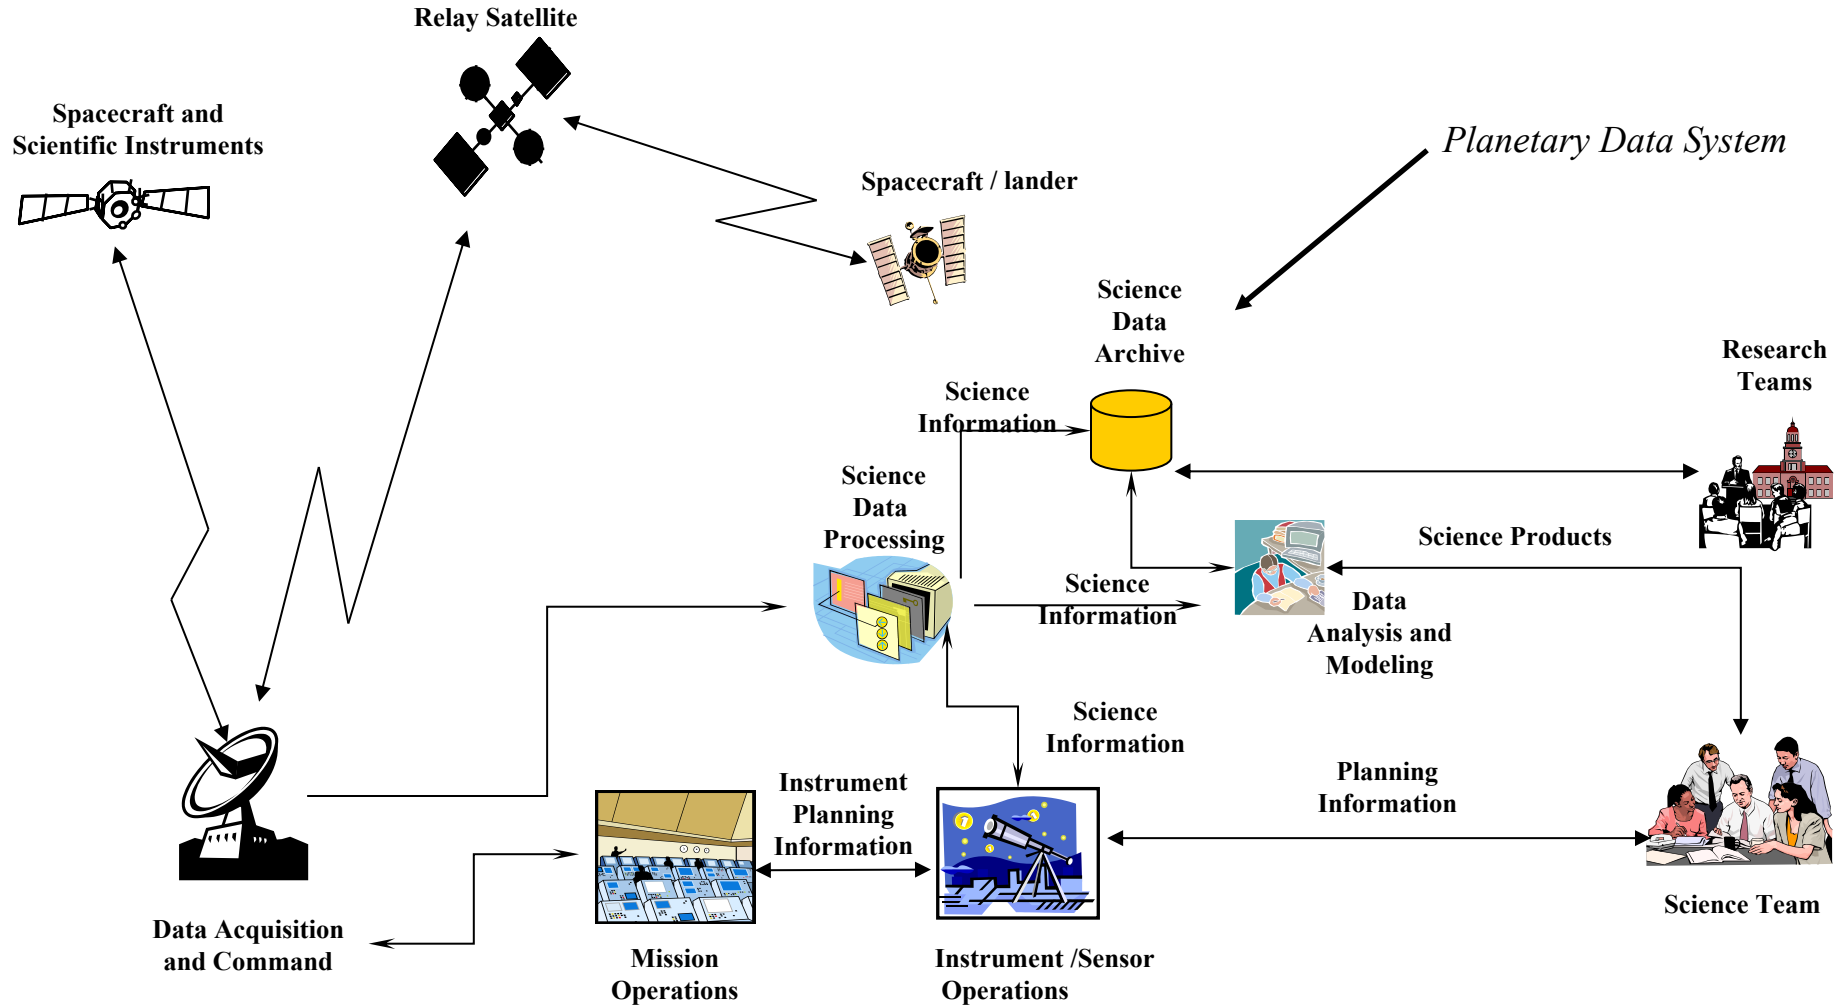 Relay Satellite
Spacecraft and
Scientific Instruments
Planetary Data System
Spacecraft / lander
Science
Data
Archive
Research
Teams
Science
Information
Science
Data
Processing
Science Products
Science
Information
Data
Analysis and
Modeling
Science
Information
Instrument
Planning
Information
Planning
Information
Science Team
Data Acquisition
and Command
Mission
Operations
Instrument /Sensor
Operations